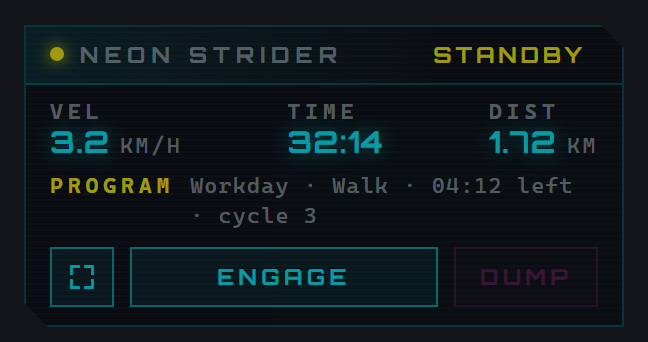 NEON STRIDER STANDBY
VEL TIME DIST
3.2 KM/H 32:14 1.72 KM
PROGRAM Workday · Walk · 04:12 left
· cycle 3
ENGAGE DUMP